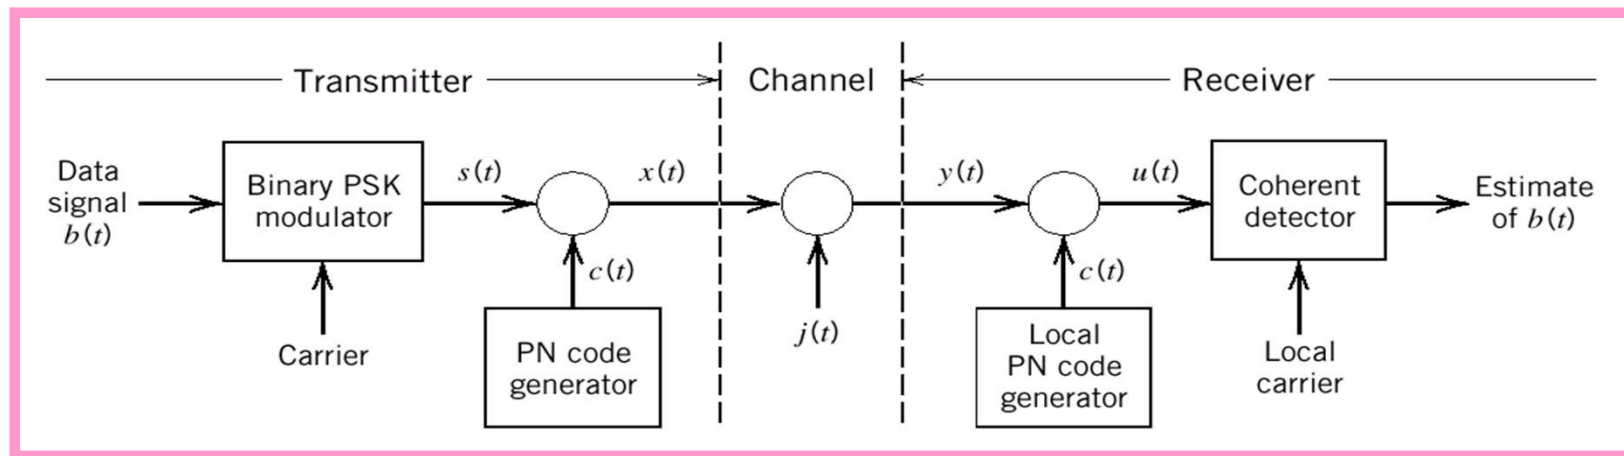 Transmitter
Channel
Receiver
Data
signal
b(t)
Binary PSK
modulator
s(t)
x(t)
y(t)
u(t)
Coherent
detector
Estimate
of b(t)
c(t)
c(t)
Carrier
PN code
generator
j(t)
Local
PN code
generator
Local
carrier